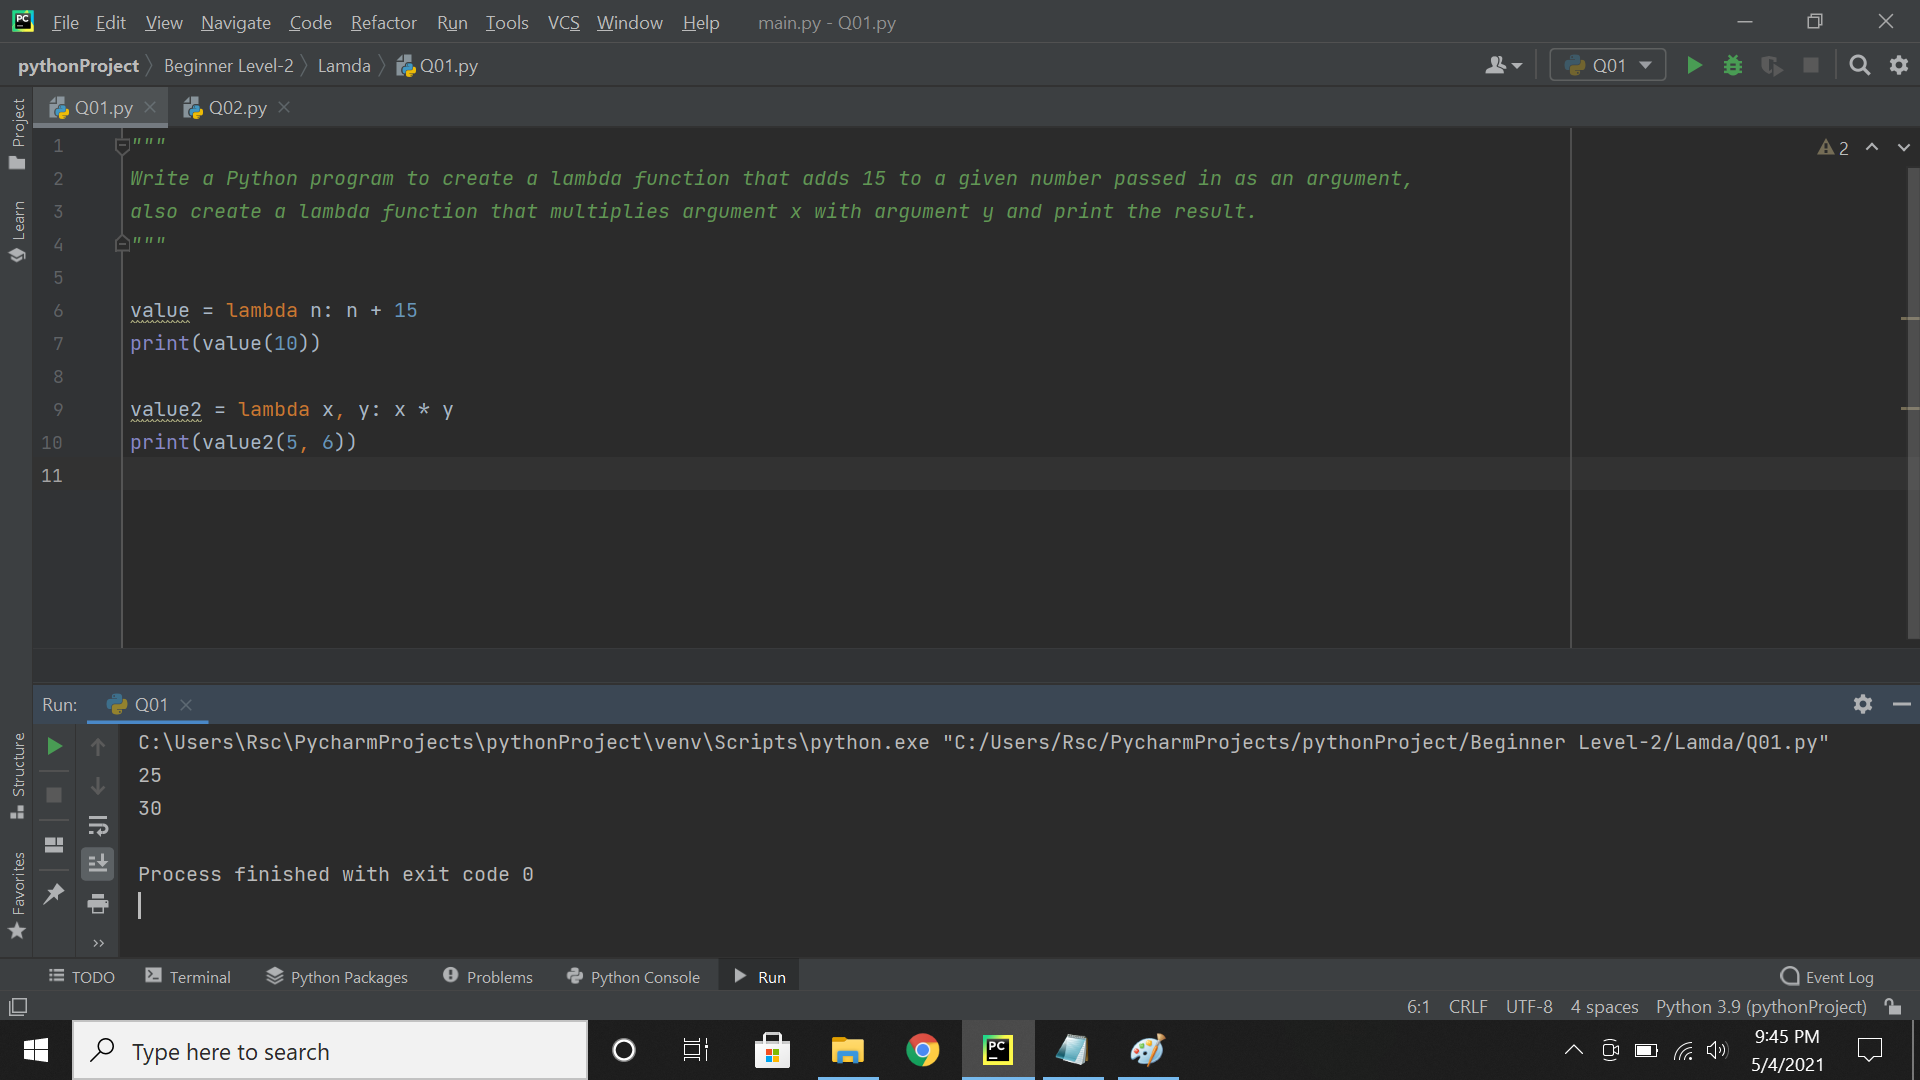 File Edit View Navigate Code Refactor Run Tools VCS Window Help main.py - Q01.py
pythonProject Beginner Level-2 Lamda Q01.py Q01
Q01.py Q02.py
Project
Learn
Structure
Favorites
1 """ 2
2 Write a Python program to create a lambda function that adds 15 to a given number passed in as an argument,
3 also create a lambda function that multiplies argument x with argument y and print the result.
4 """
5
6 value = lambda n: n + 15
7 print(value(10))
8
9 value2 = lambda x, y: x * y
10 print(value2(5, 6))
11
Run: Q01
C:\Users\Rsc\PycharmProjects\pythonProject\venv\Scripts\python.exe "C:/Users/Rsc/PycharmProjects/pythonProject/Beginner Level-2/Lamda/Q01.py"
25
30
Process finished with exit code 0
TODO Terminal Python Packages Problems Python Console Run Event Log
6:1 CRLF UTF-8 4 spaces Python 3.9 (pythonProject)
Type here to search
9:45 PM
5/4/2021